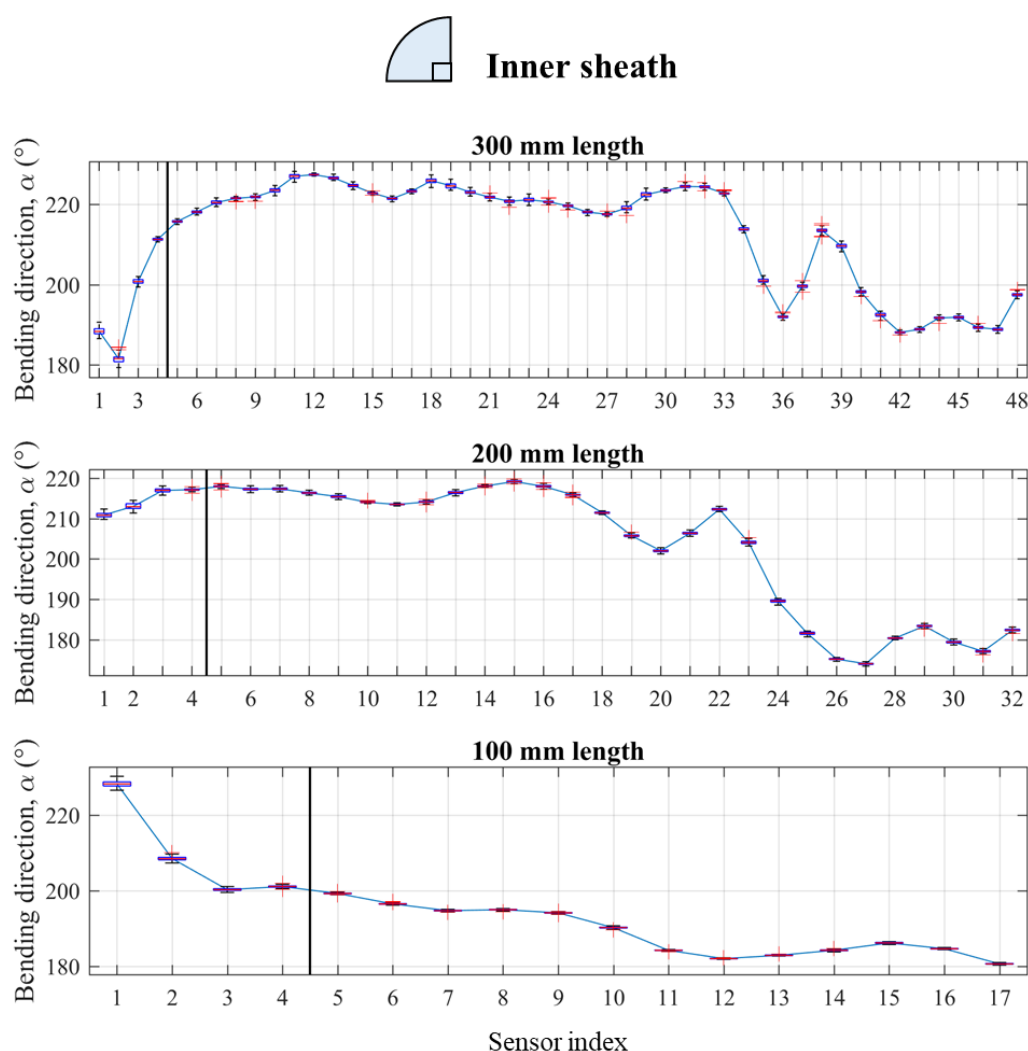 Inner sheath
300 mm length
Bending direction, α (°)
220
200
180
1 3 6 9 12 15 18 21 24 27 30 33 36 39 42 45 48
200 mm length
Bending direction, α (°)
220
210
200
190
180
1 2 4 6 8 10 12 14 16 18 20 22 24 26 28 30 32
100 mm length
Bending direction, α (°)
220
200
180
1 2 3 4 5 6 7 8 9 10 11 12 13 14 15 16 17
Sensor index